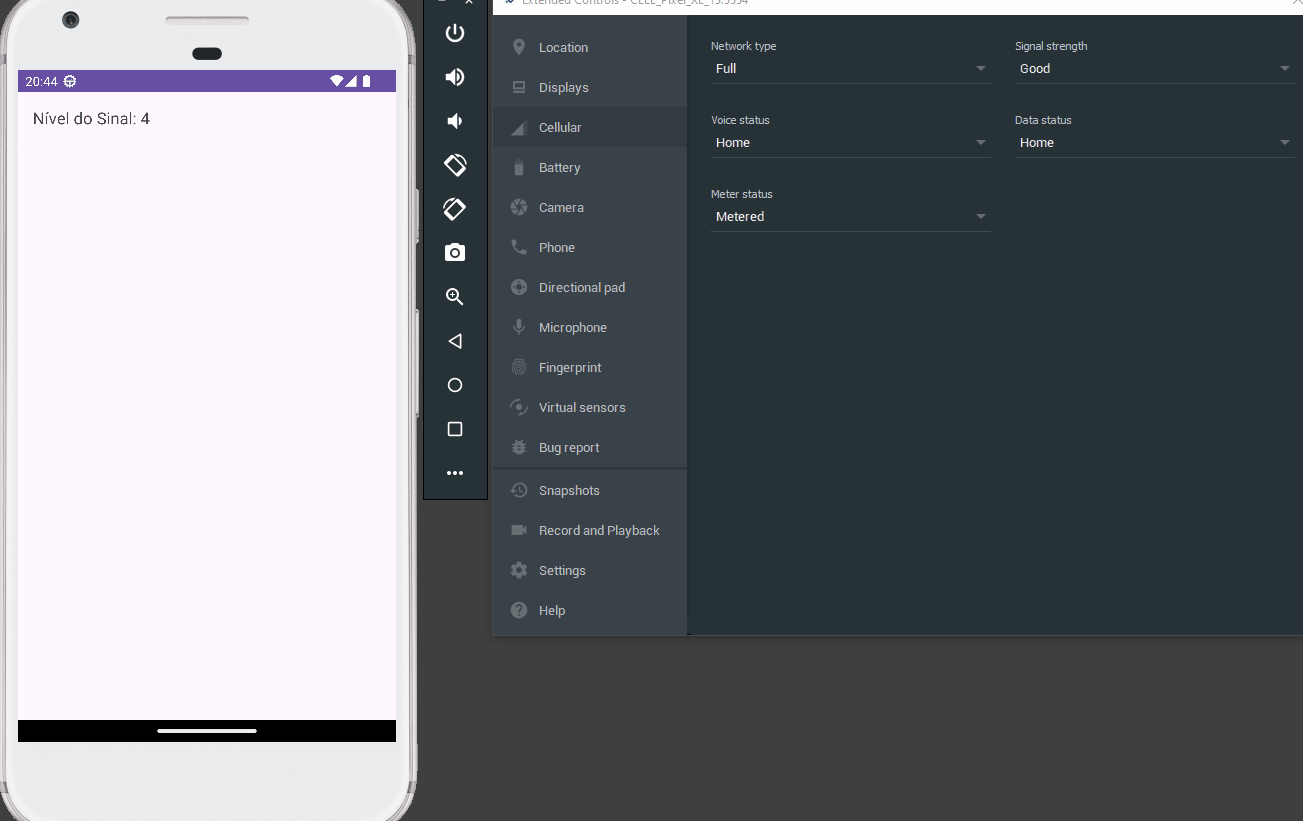 Extended Controls - CELL_Pixel_XL_13:5554
20:44
Nível do Sinal: 4
Location
Displays
Cellular
Battery
Camera
Phone
Directional pad
Microphone
Fingerprint
Virtual sensors
Bug report
Snapshots
Record and Playback
Settings
Help
Network type
Full
Signal strength
Good
Voice status
Home
Data status
Home
Meter status
Metered